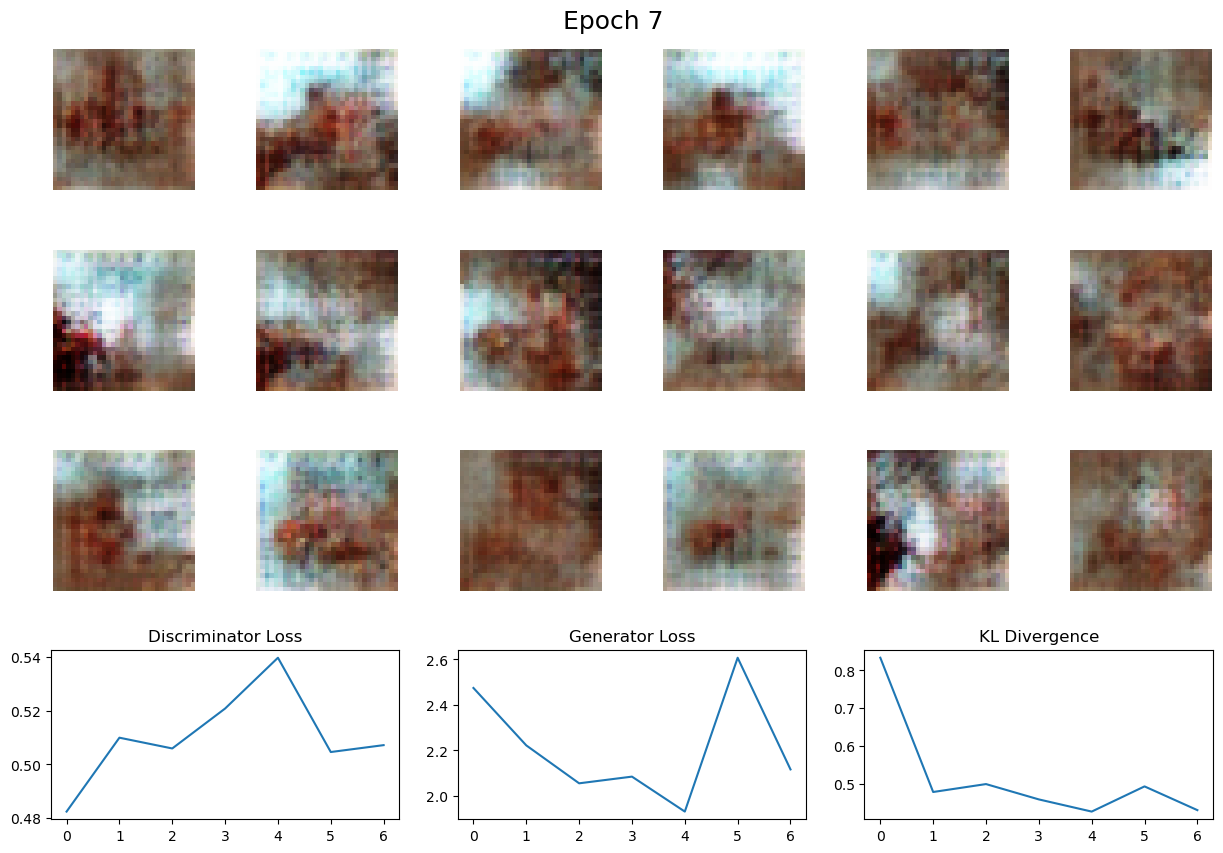 Epoch 7
Discriminator Loss
0.54
0.52
0.50
0.48
0 1 2 3 4 5 6
Generator Loss
2.6
2.4
2.2
2.0
0 1 2 3 4 5 6
KL Divergence
0.8
0.7
0.6
0.5
0 1 2 3 4 5 6